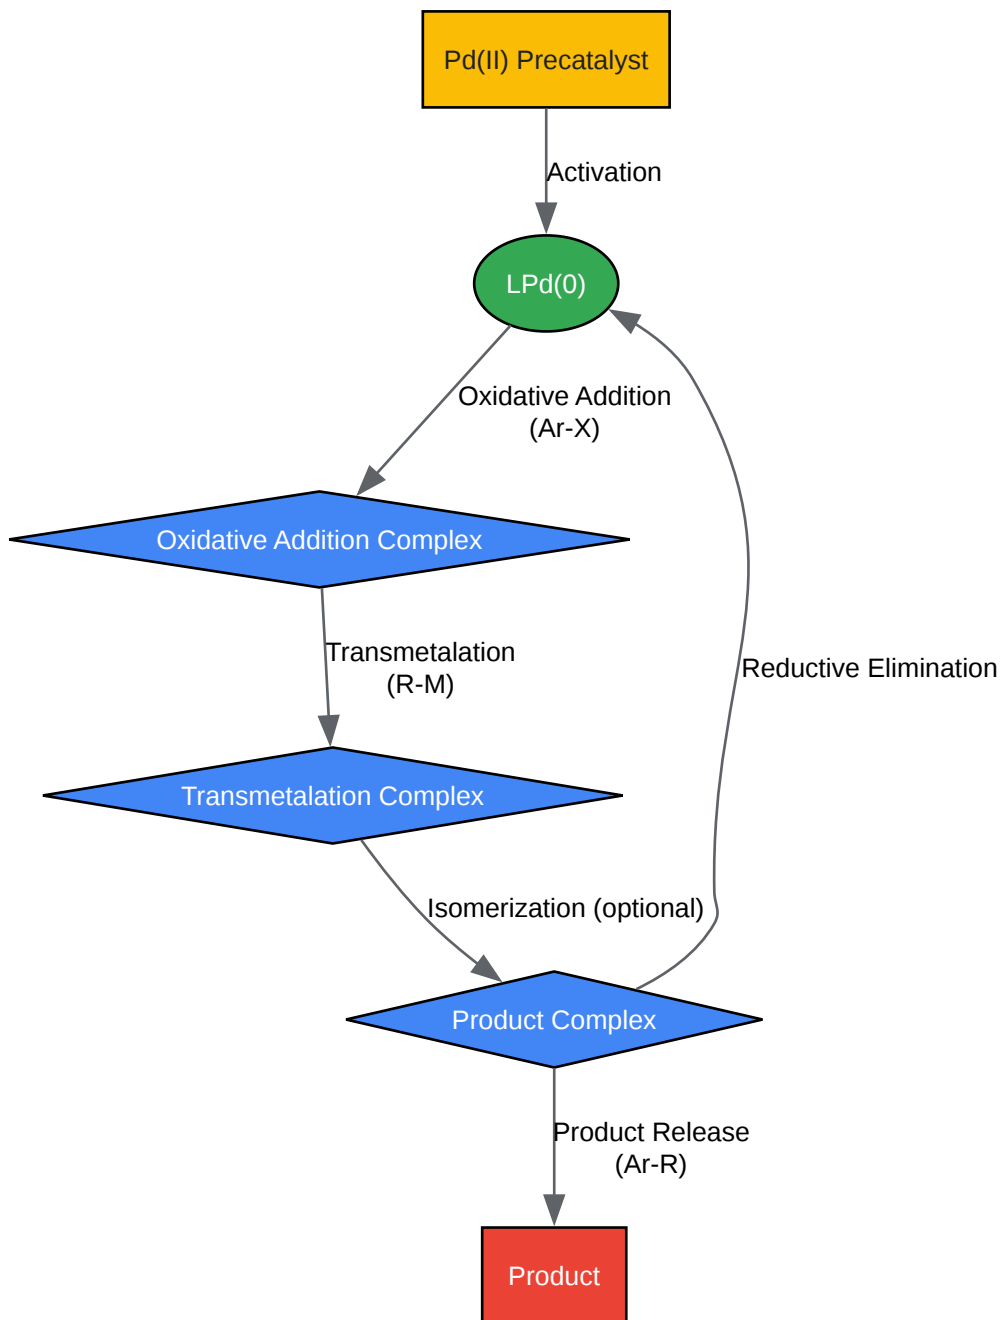 Pd(II) Precatalyst
Activation
LPd(0)
Oxidative Addition
(Ar-X)
Oxidative Addition Complex
Transmetalation
(R-M)
Reductive Elimination
Transmetalation Complex
Isomerization (optional)
Product Complex
Product Release
(Ar-R)
Product